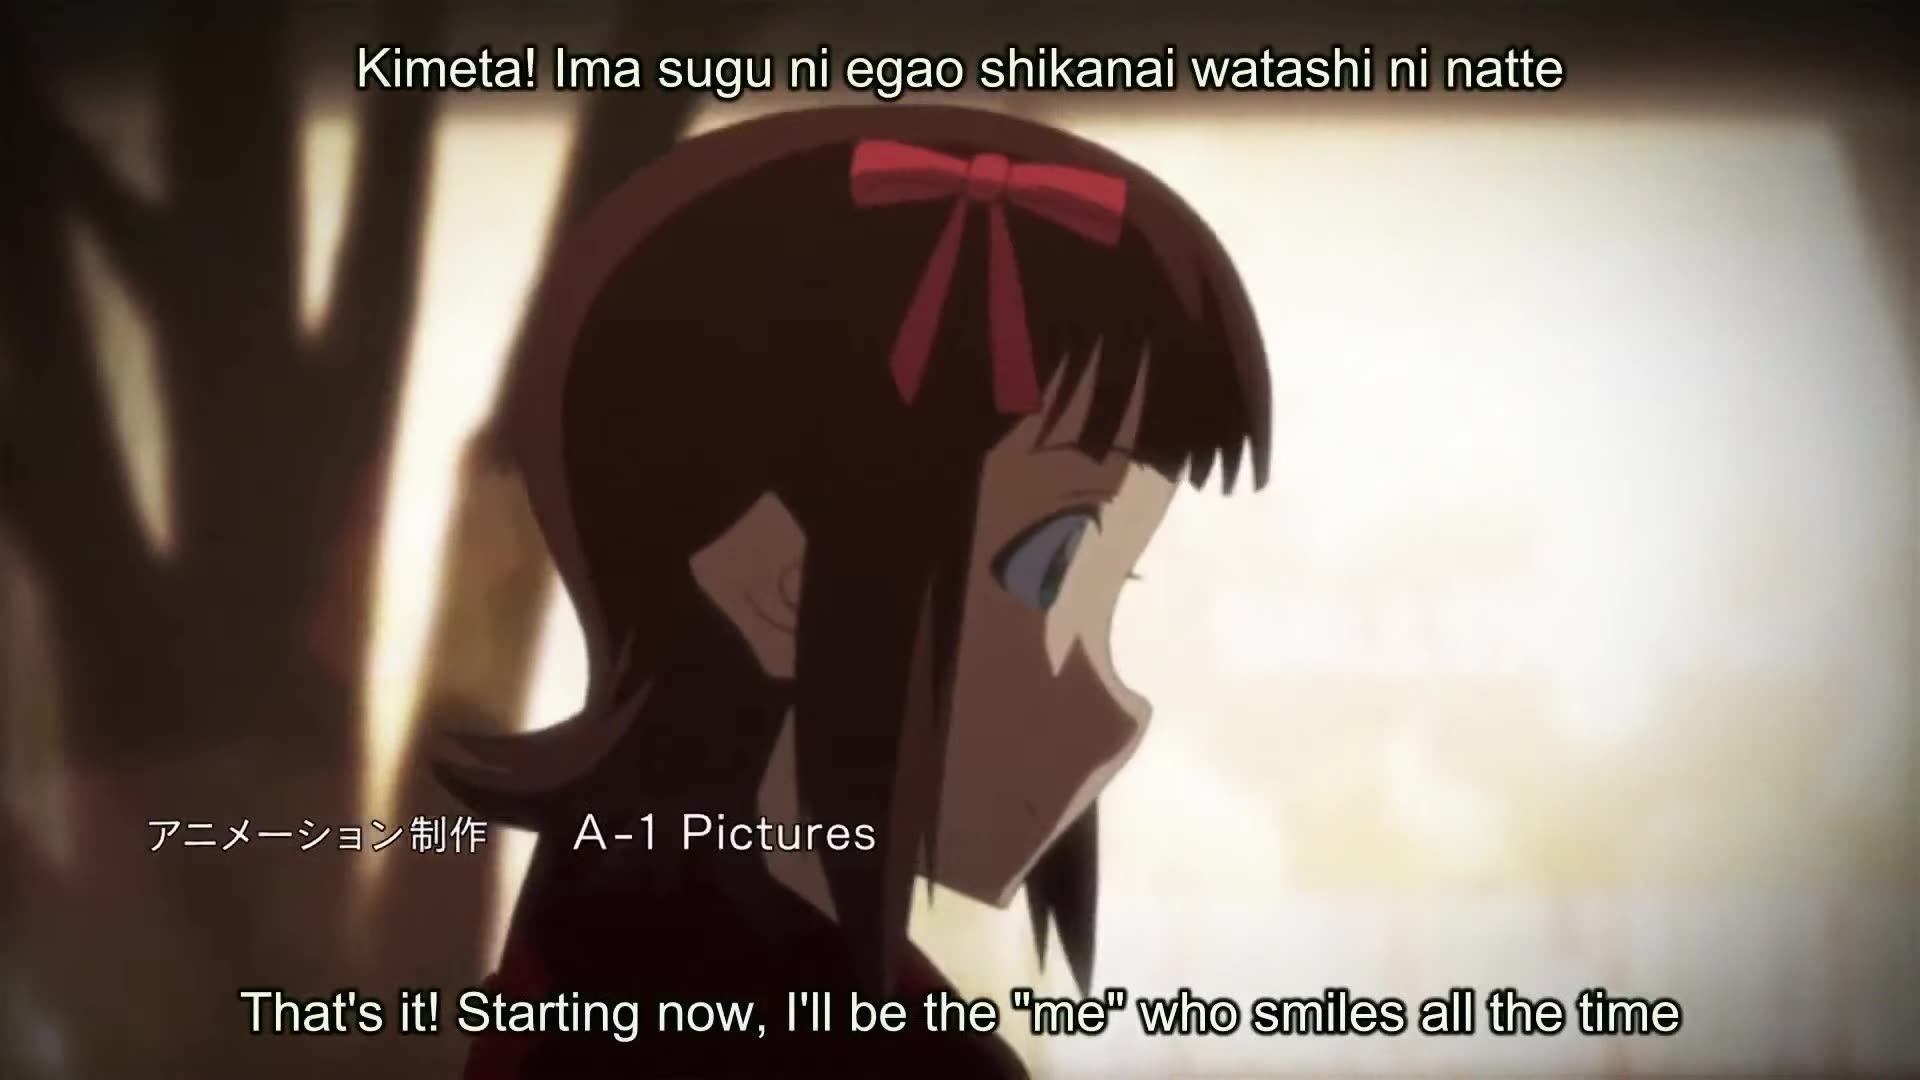 Kimeta! Ima sugu ni egao shikanai watashi ni natte
アニメーション制作 A-1 Pictures
That's it! Starting now, I'll be the "me" who smiles all the time